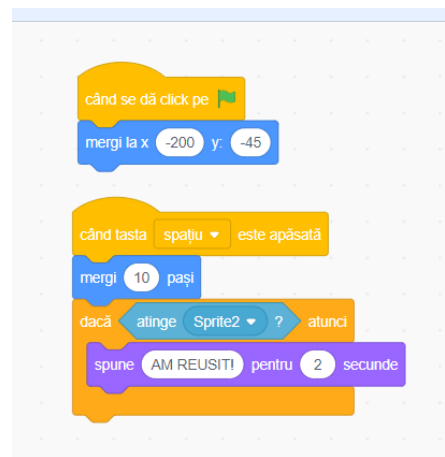 când se dă click pe
mergi la x -200 y: -45
când tasta spațiu este apăsată
mergi 10 pași
dacă atinge Sprite2 ? atunci
spune AM REUSIT! pentru 2 secunde